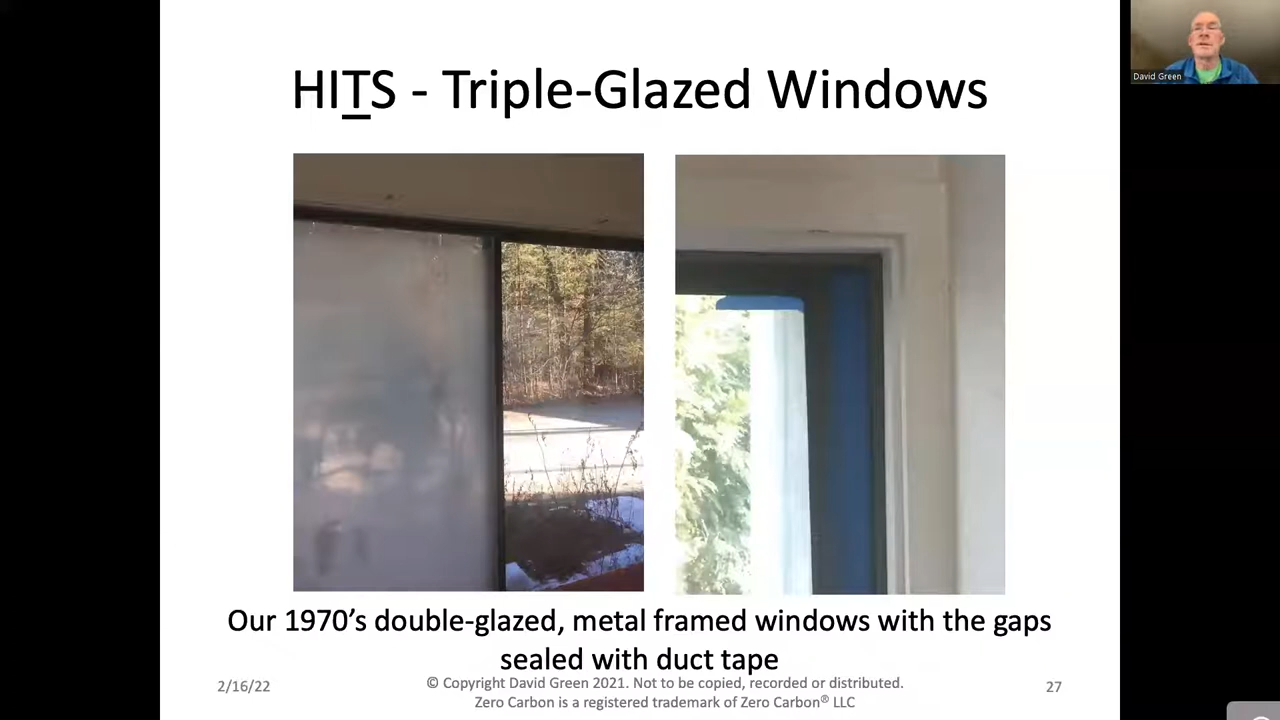 HITS - Triple-Glazed Windows
David Green
Our 1970’s double-glazed, metal framed windows with the gaps
sealed with duct tape
2/16/22
© Copyright David Green 2021. Not to be copied, recorded or distributed.
Zero Carbon is a registered trademark of Zero Carbon® LLC
27